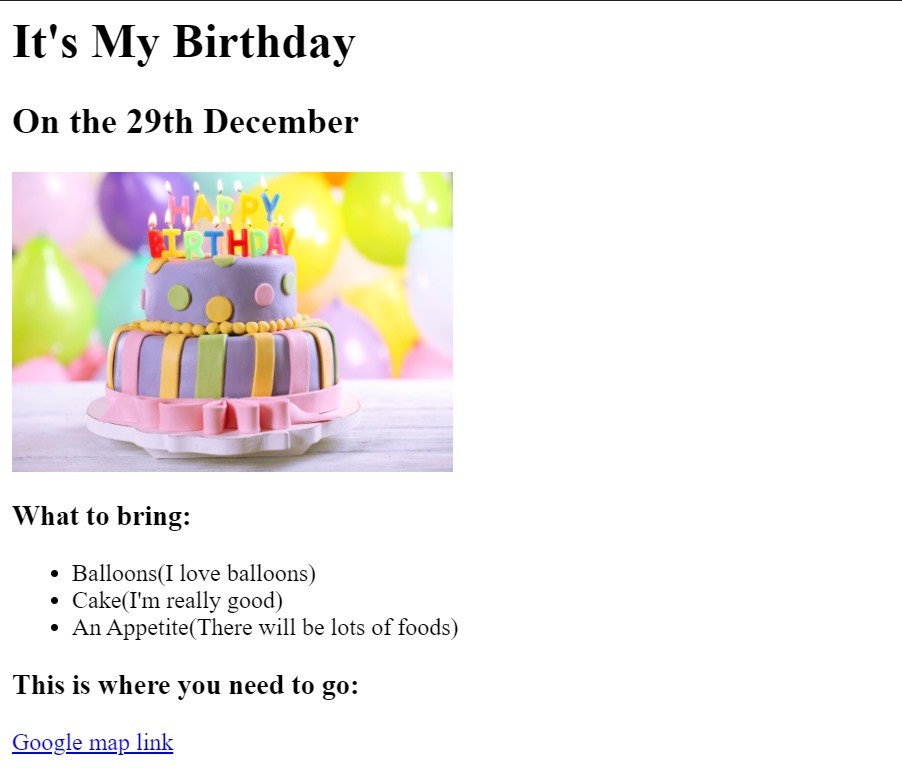 It's My Birthday
On the 29th December
HAPPY
BIRTHDAY
What to bring:
Balloons(I love balloons)
Cake(I'm really good)
An Appetite(There will be lots of foods)
This is where you need to go:
Google map link